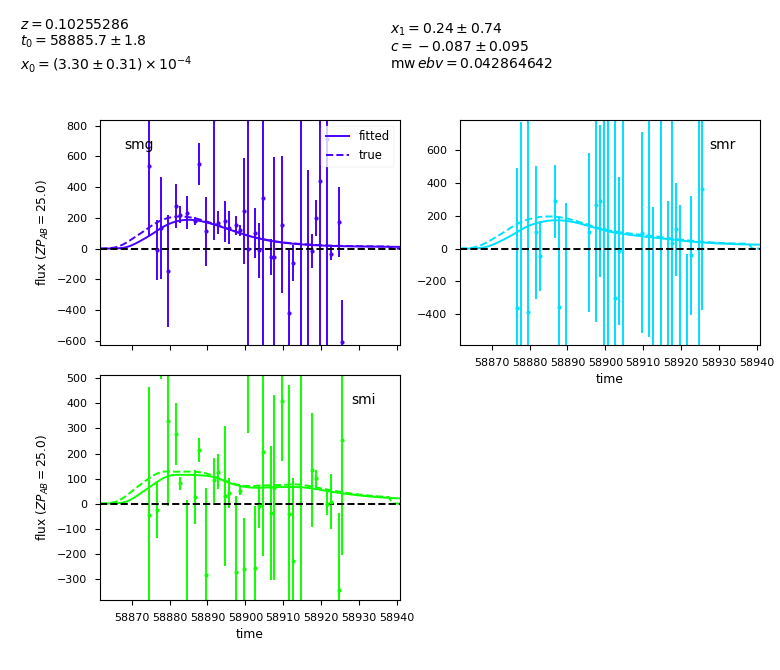 z = 0.10255286
t₀ = 58885.7 ± 1.8
x₀ = (3.30 ± 0.31) × 10⁻⁴
x₁ = 0.24 ± 0.74
c = −0.087 ± 0.095
mw ebv = 0.042864642
smg
fitted
true
800
600
400
200
0
−200
−400
−600
flux (ZP_AB = 25.0)
smr
600
400
200
0
−200
−400
58870 58880 58890 58900 58910 58920 58930 58940
time
smi
500
400
300
200
100
0
−100
−200
−300
flux (ZP_AB = 25.0)
58870 58880 58890 58900 58910 58920 58930 58940
time